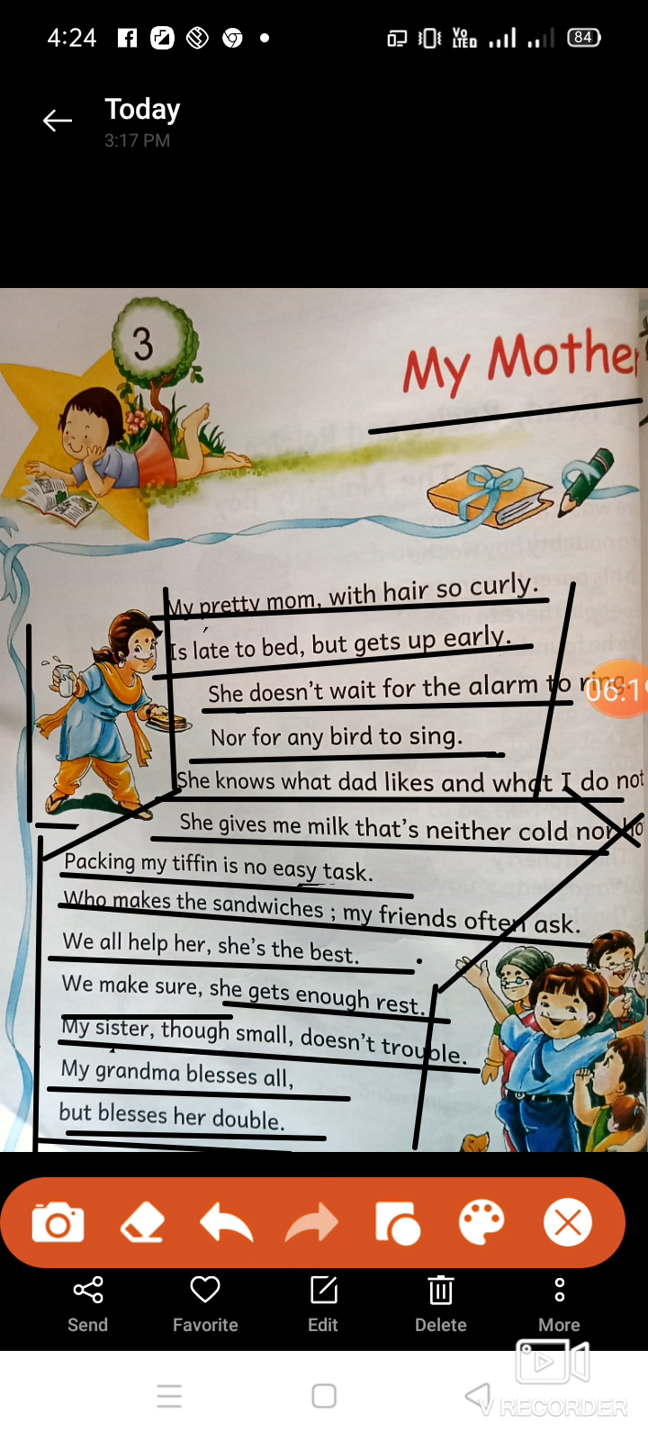 4:24
Vo
LTE
84
Today
3:17 PM
3
My Mother
My pretty mom, with hair so curly.
Is late to bed, but gets up early.
She doesn't wait for the alarm to ring.
06:1
Nor for any bird to sing.
She knows what dad likes and what I do not
She gives me milk that's neither cold nor
Packing my tiffin is no easy task.
Who makes the sandwiches ; my friends often ask.
We all help her, she's the best.
We make sure, she gets enough rest.
My sister, though small, doesn't trouble.
My grandma blesses all,
but blesses her double.
Send
Favorite
Edit
Delete
More
V RECORDER